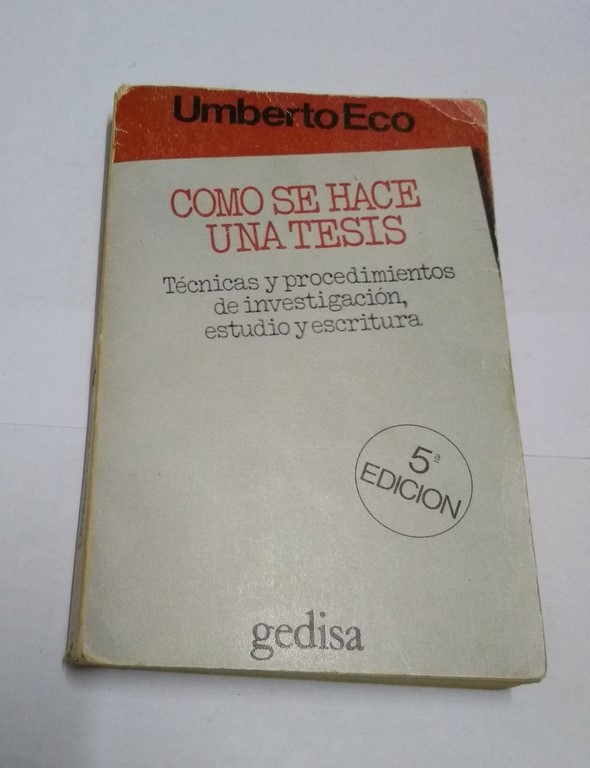 Umberto Eco
COMO SE HACE
UNA TESIS
Técnicas y procedimientos
de investigación,
estudio y escritura
5ª
EDICION
gedisa